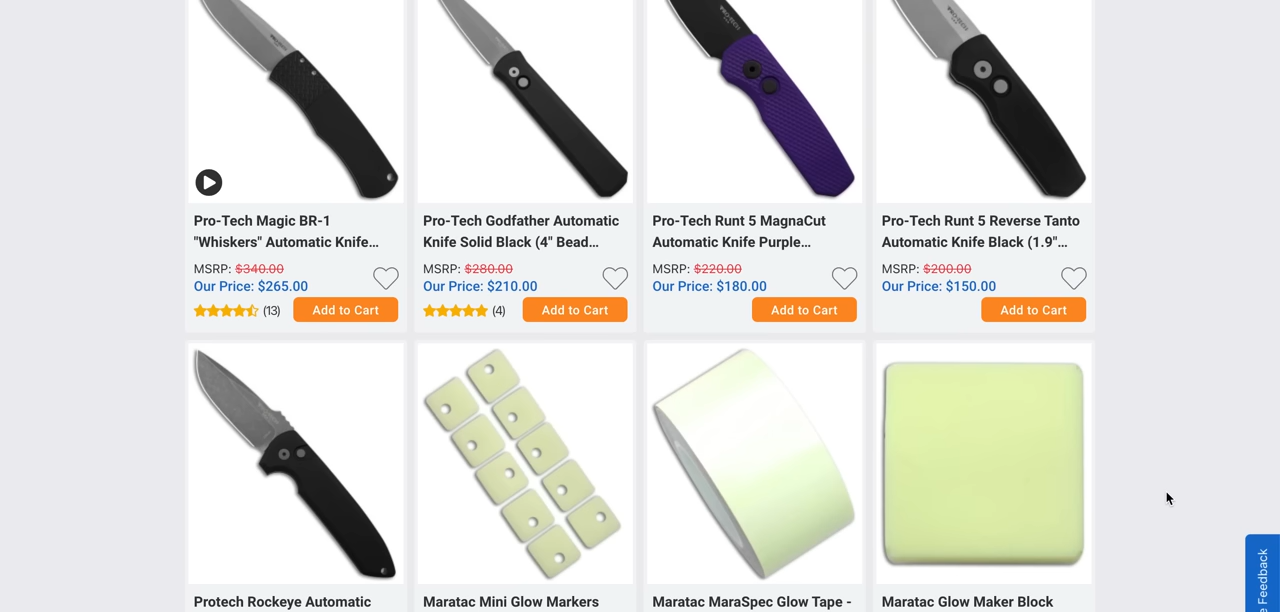 Pro-Tech Magic BR-1
"Whiskers" Automatic Knife…
MSRP: $340.00
Our Price: $265.00
(13)
Add to Cart
Pro-Tech Godfather Automatic
Knife Solid Black (4" Bead…
MSRP: $280.00
Our Price: $210.00
(4)
Add to Cart
Pro-Tech Runt 5 MagnaCut
Automatic Knife Purple…
MSRP: $220.00
Our Price: $180.00
Add to Cart
Pro-Tech Runt 5 Reverse Tanto
Automatic Knife Black (1.9"…
MSRP: $200.00
Our Price: $150.00
Add to Cart
Protech Rockeye Automatic
Maratac Mini Glow Markers
Maratac MaraSpec Glow Tape -
Maratac Glow Maker Block
Feedback